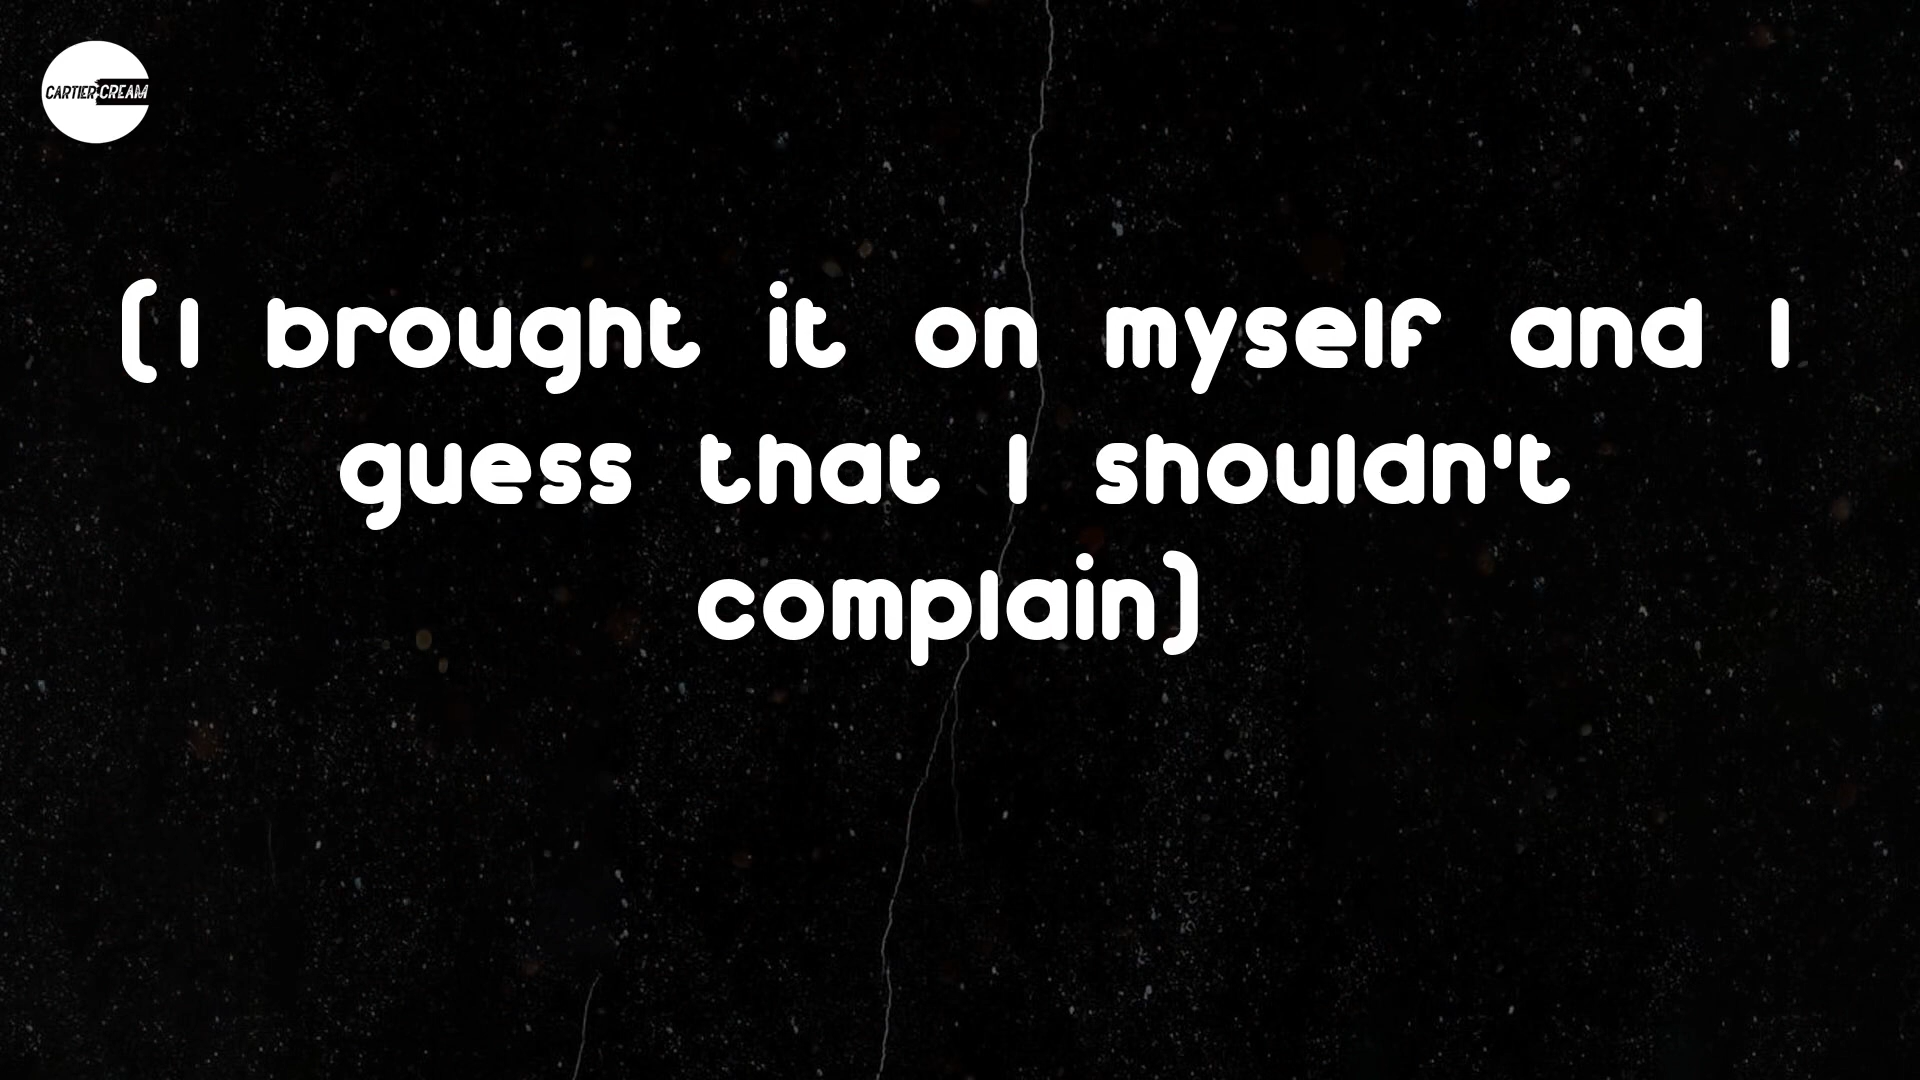 CARTIER CREAM
(I brought it on myself and I
guess that I shouldn't
complain)